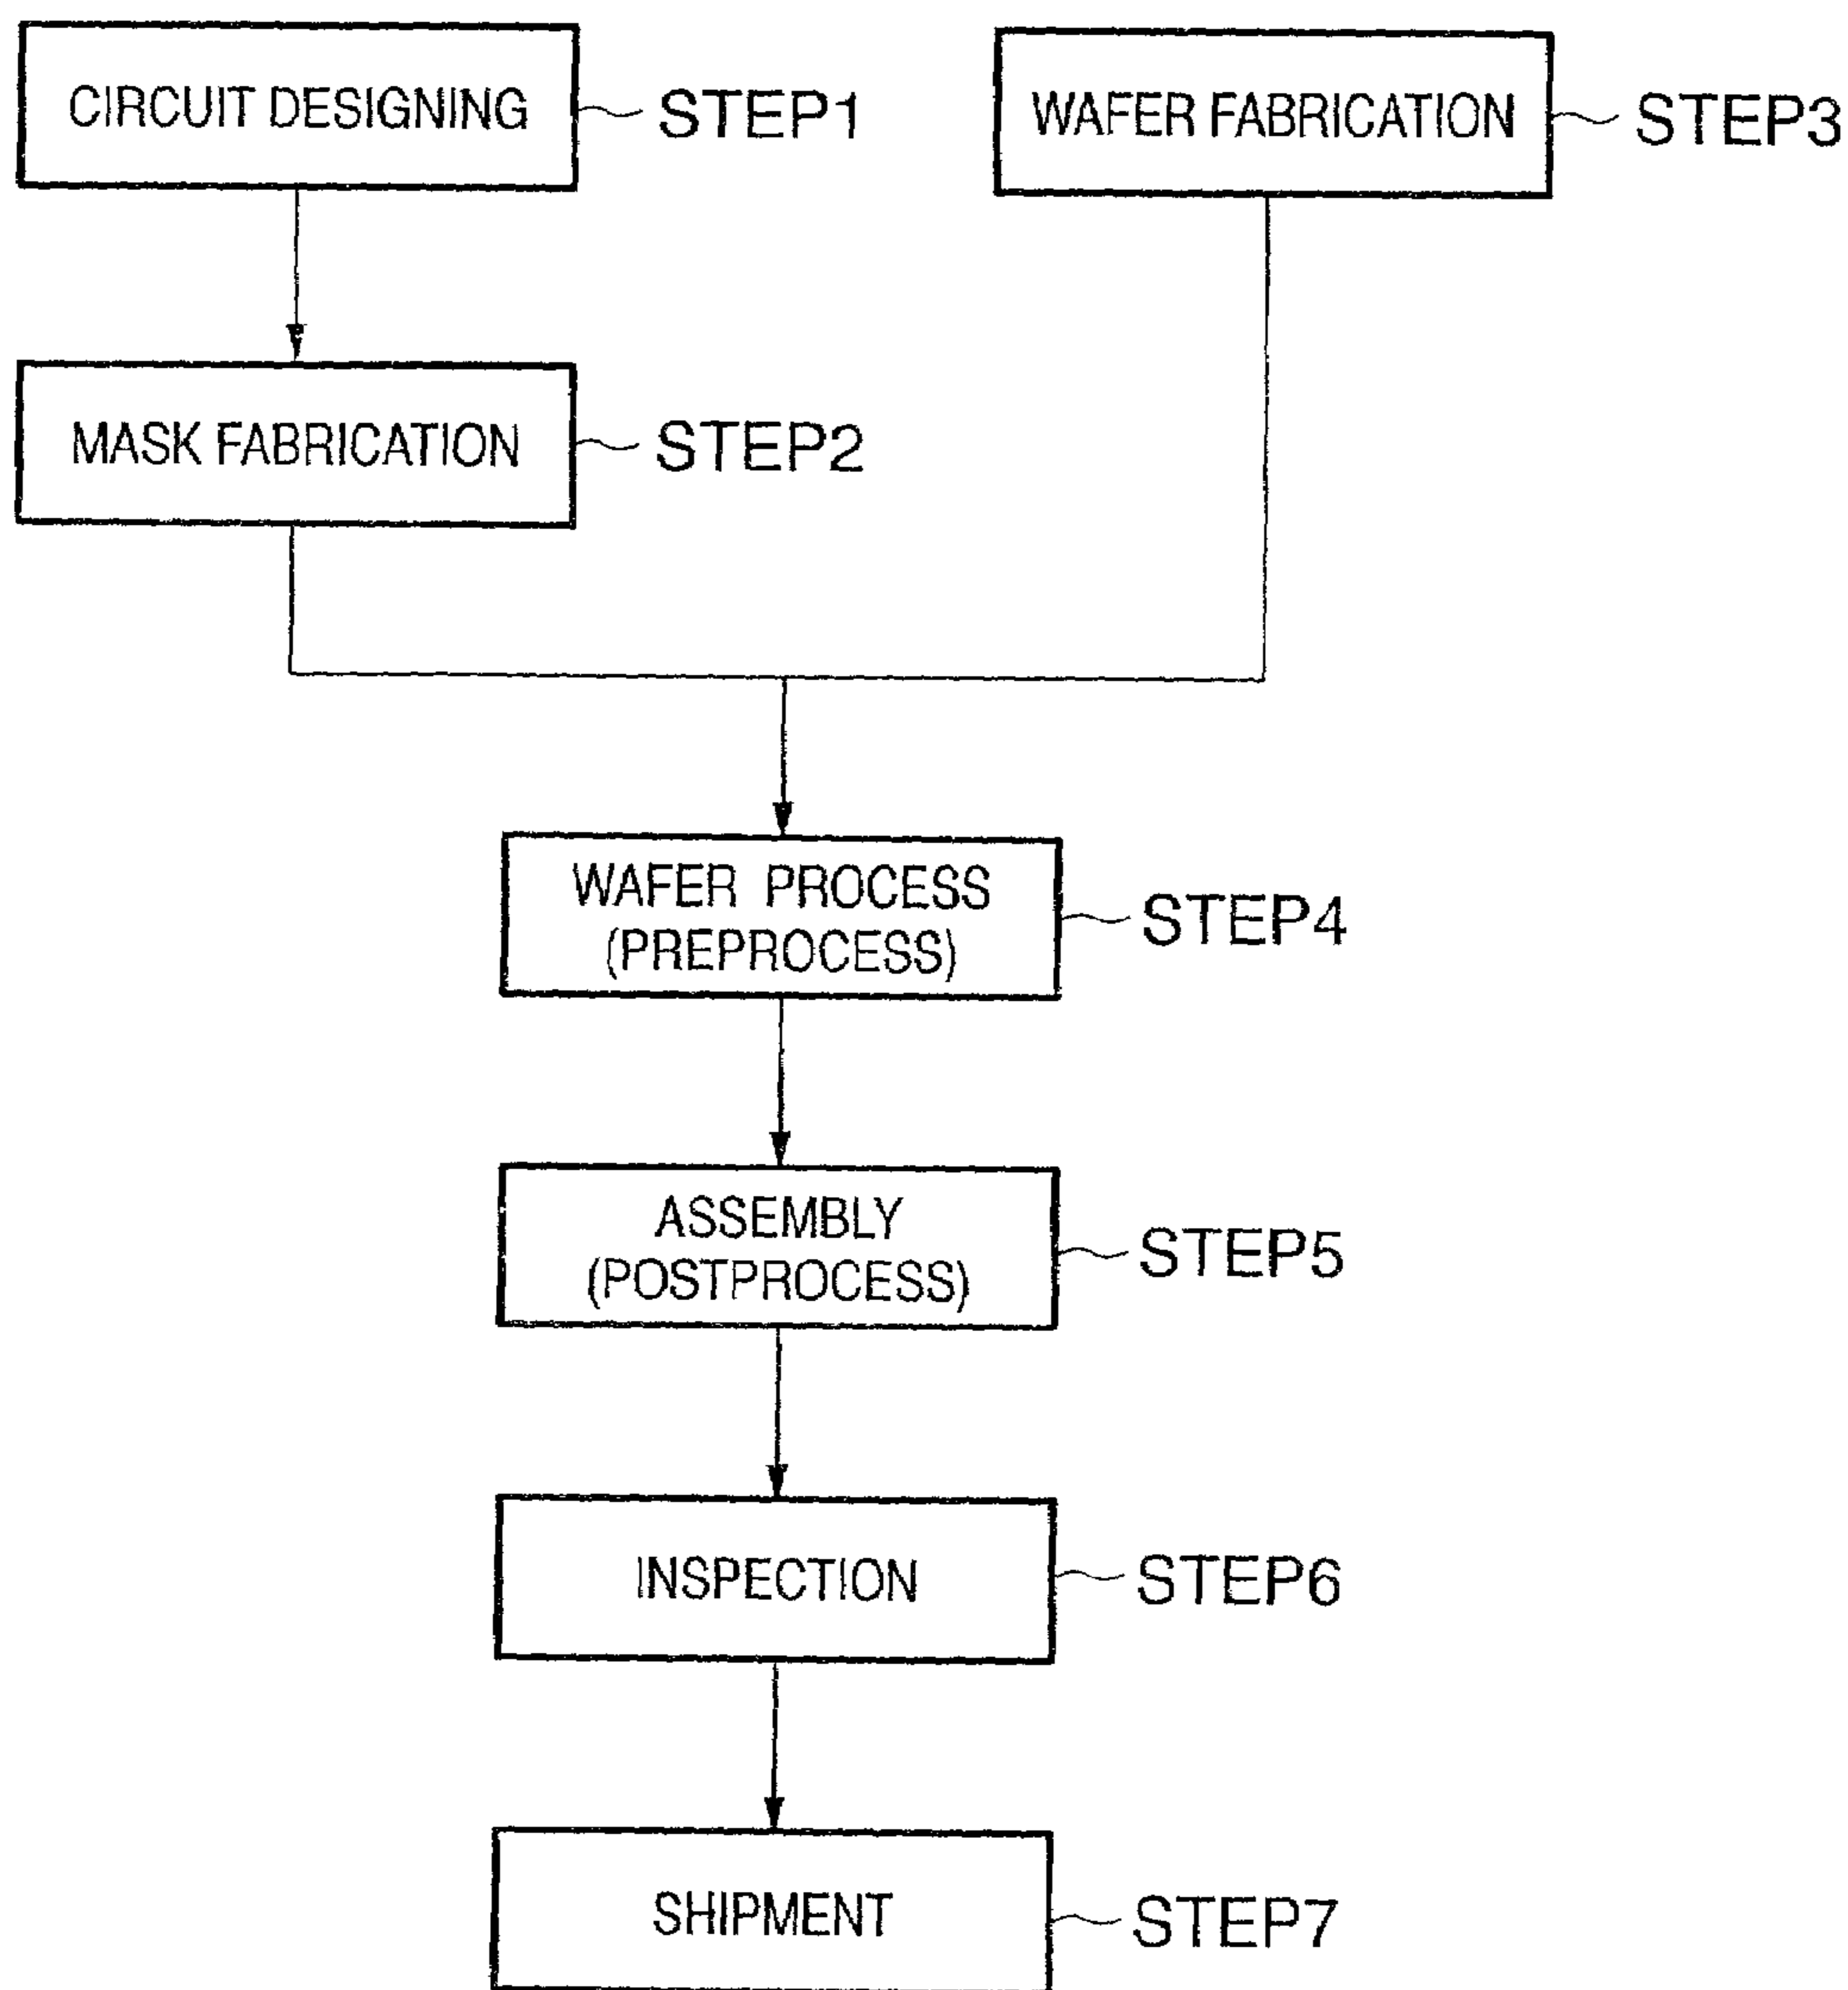 CIRCUIT DESIGNING
STEP1
WAFER FABRICATION
STEP3
MASK FABRICATION
STEP2
WAFER PROCESS
(PREPROCESS)
STEP4
ASSEMBLY
(POSTPROCESS)
STEP5
INSPECTION
STEP6
SHIPMENT
STEP7